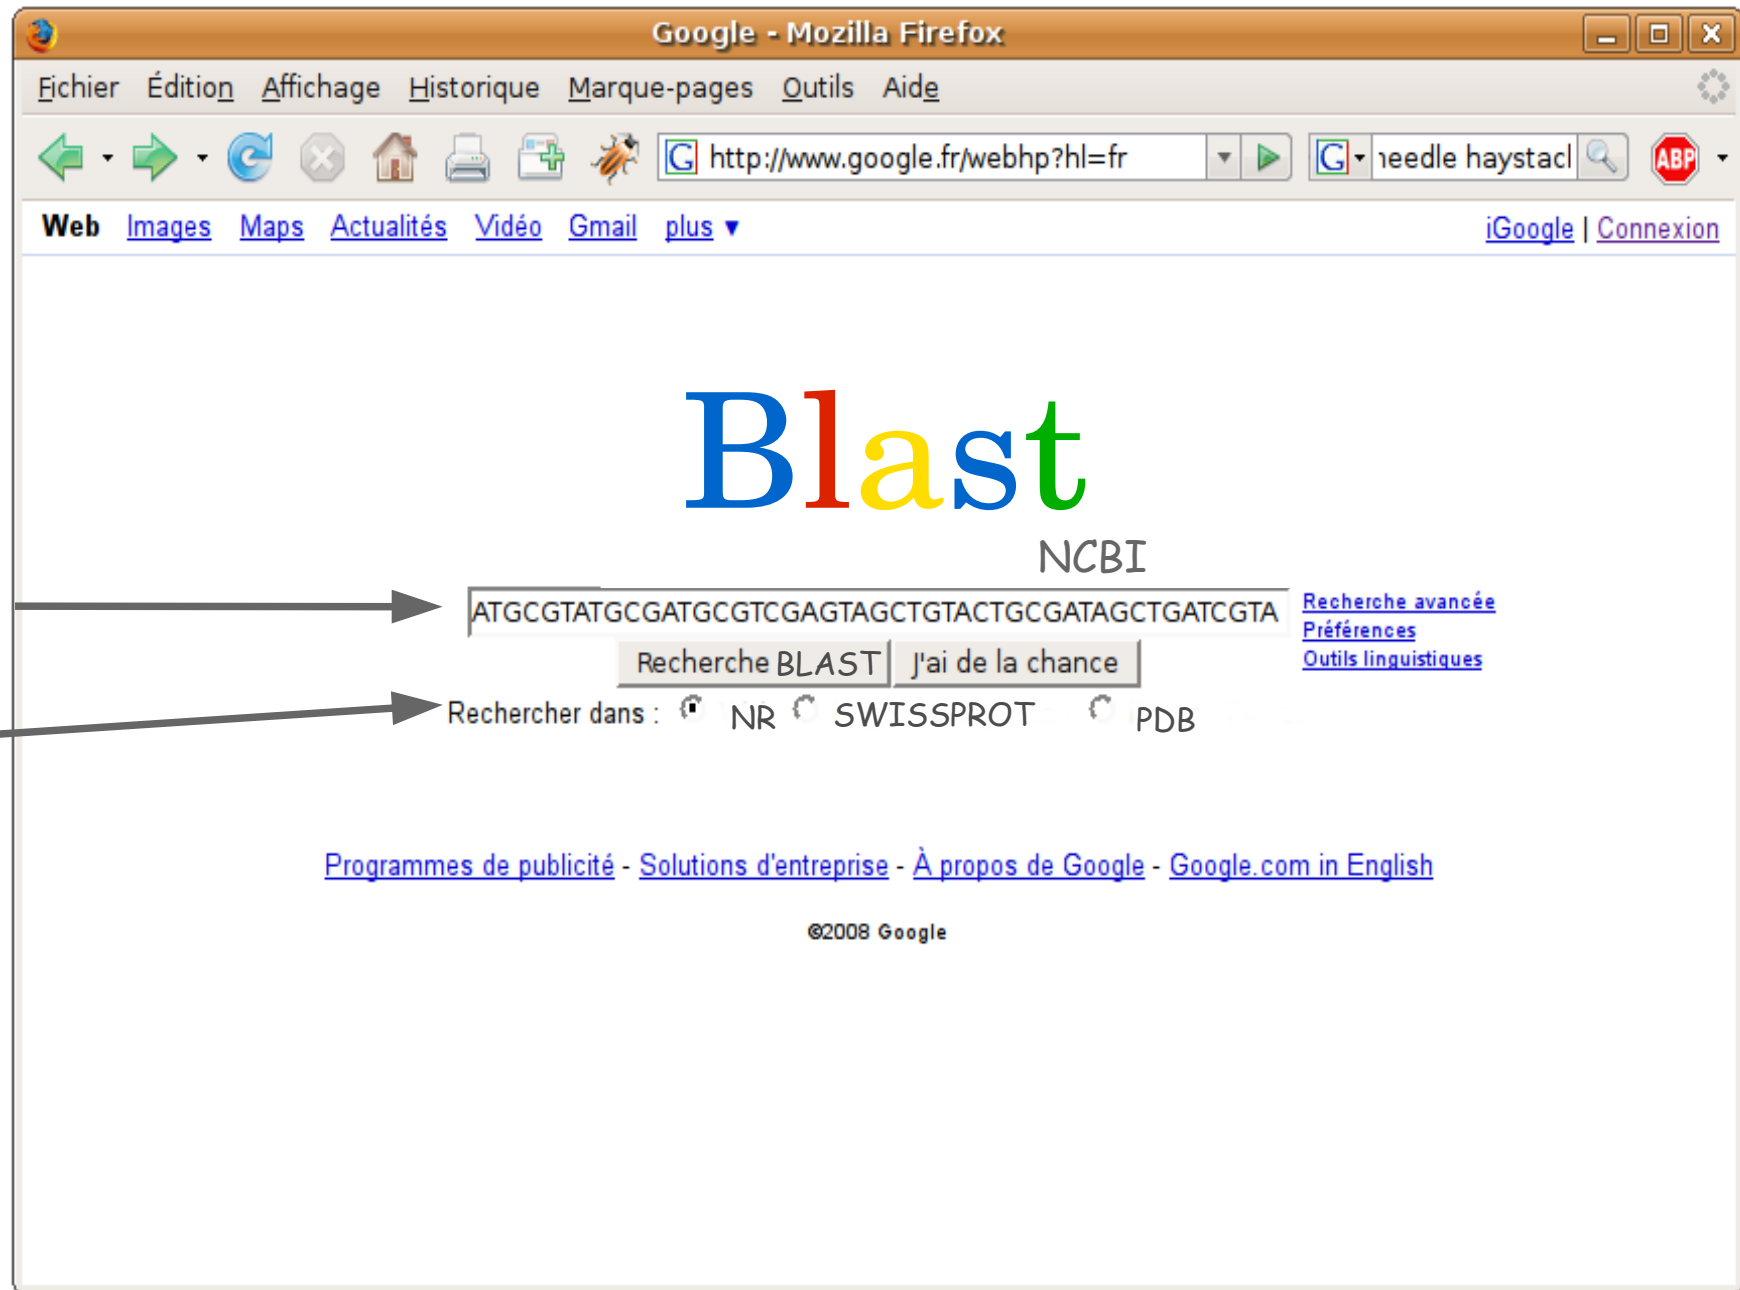 Google - Mozilla Firefox
Fichier Édition Affichage Historique Marque-pages Outils Aide
http://www.google.fr/webhp?hl=fr needle haystack ABP
Web Images Maps Actualités Vidéo Gmail plus iGoogle | Connexion
Blast
NCBI
ATGCGTATGCGATGCGTCGAGTAGCTGTACTGCGATAGCTGATCGTA Recherche avancée
Préférences
Recherche BLAST J'ai de la chance Outils linguistiques
Rechercher dans : NR SWISSPROT PDB
Programmes de publicité - Solutions d'entreprise - À propos de Google - Google.com in English
©2008 Google